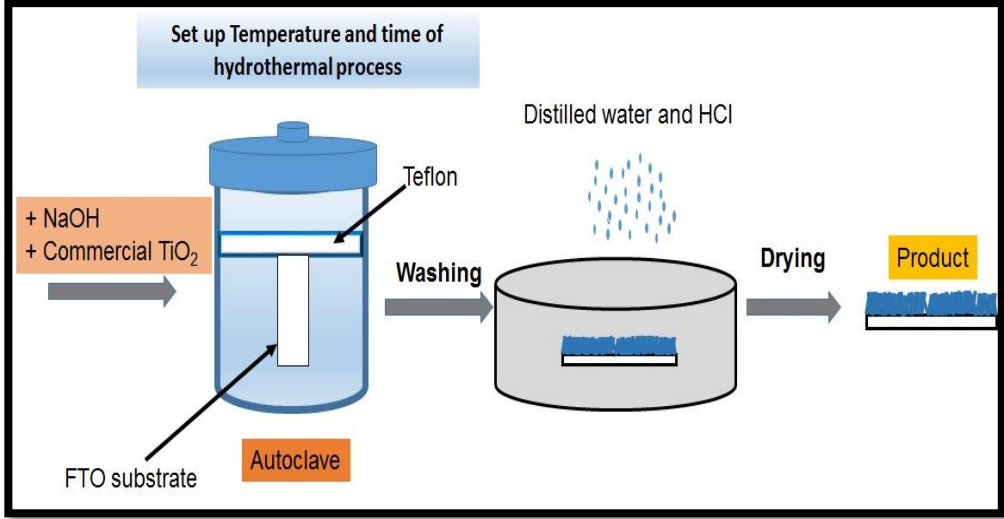 Set up Temperature and time of
hydrothermal process
Distilled water and HCl
Teflon
+ NaOH
+ Commercial TiO₂
Washing
Drying
Product
FTO substrate
Autoclave